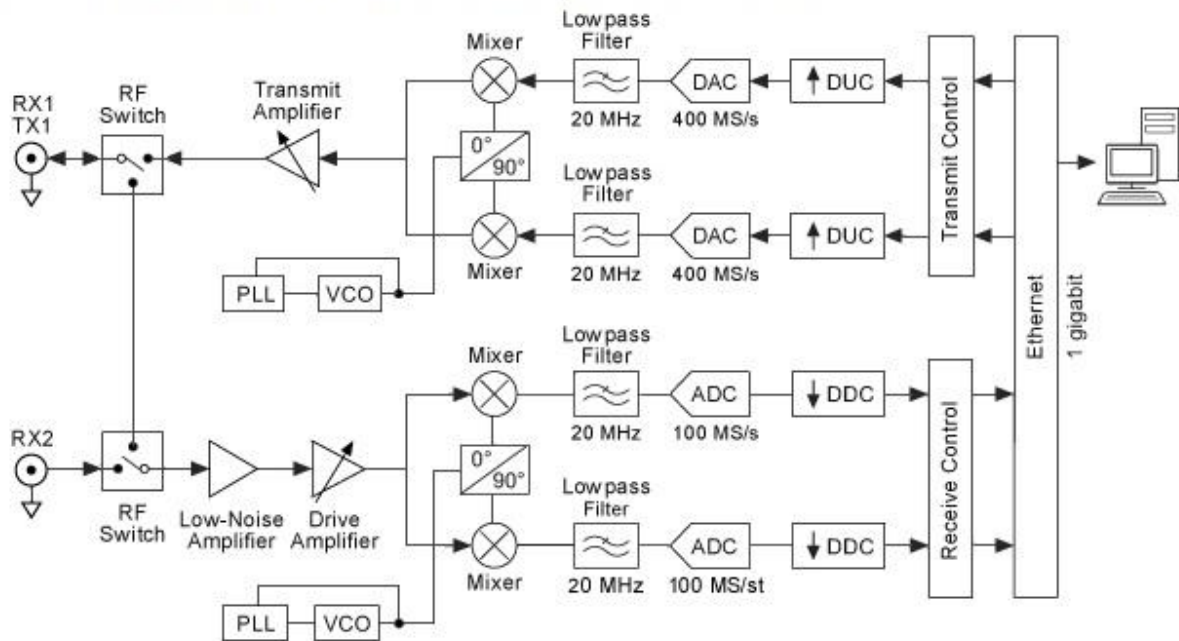 Lowpass
Filter
Mixer
20 MHz
DAC
400 MS/s
↑ DUC
RX1
TX1
RF
Switch
Transmit
Amplifier
0°
90°
Lowpass
Filter
Mixer
20 MHz
DAC
400 MS/s
↑ DUC
Transmit Control
PLL
VCO
Ethernet
1 gigabit
Mixer
Lowpass
Filter
20 MHz
ADC
100 MS/s
↓ DDC
RX2
RF
Switch
Low-Noise
Amplifier
Drive
Amplifier
0°
90°
Lowpass
Filter
Mixer
20 MHz
ADC
100 MS/st
↓ DDC
Receive Control
PLL
VCO